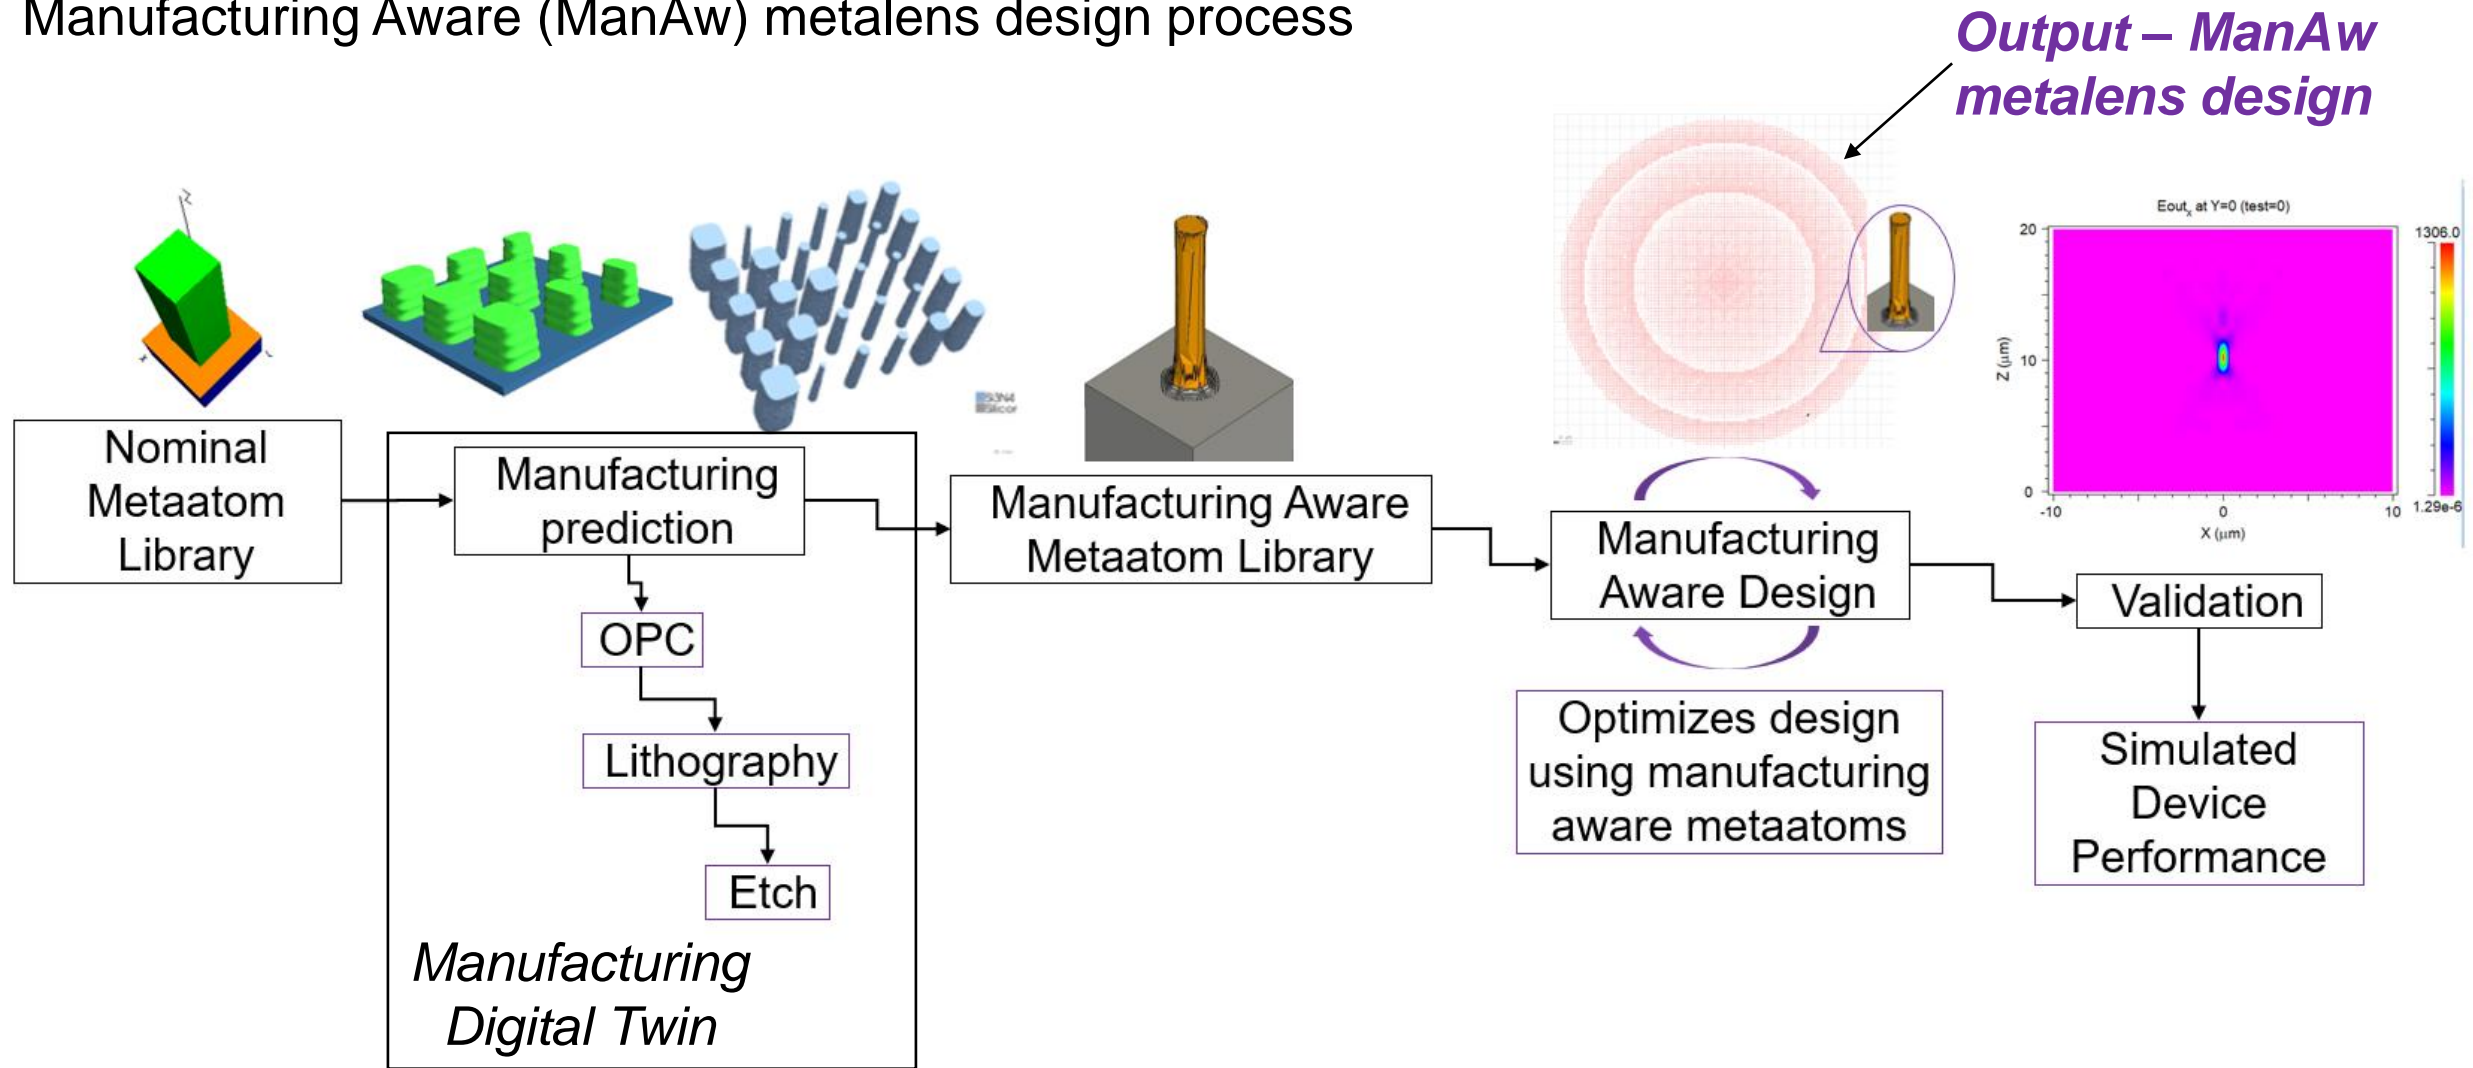 Manufacturing Aware (ManAw) metalens design process
Output – ManAw
metalens design
Z
Si3N4
Silicon
Eout_x at Y=0 (test=0)
1306.0
20
Z (μm)
10
0
1.29e-6
-10
0
10
X (μm)
Nominal
Metaatom
Library
Manufacturing
prediction
OPC
Lithography
Etch
Manufacturing
Digital Twin
Manufacturing Aware
Metaatom Library
Manufacturing
Aware Design
Optimizes design
using manufacturing
aware metaatoms
Validation
Simulated
Device
Performance